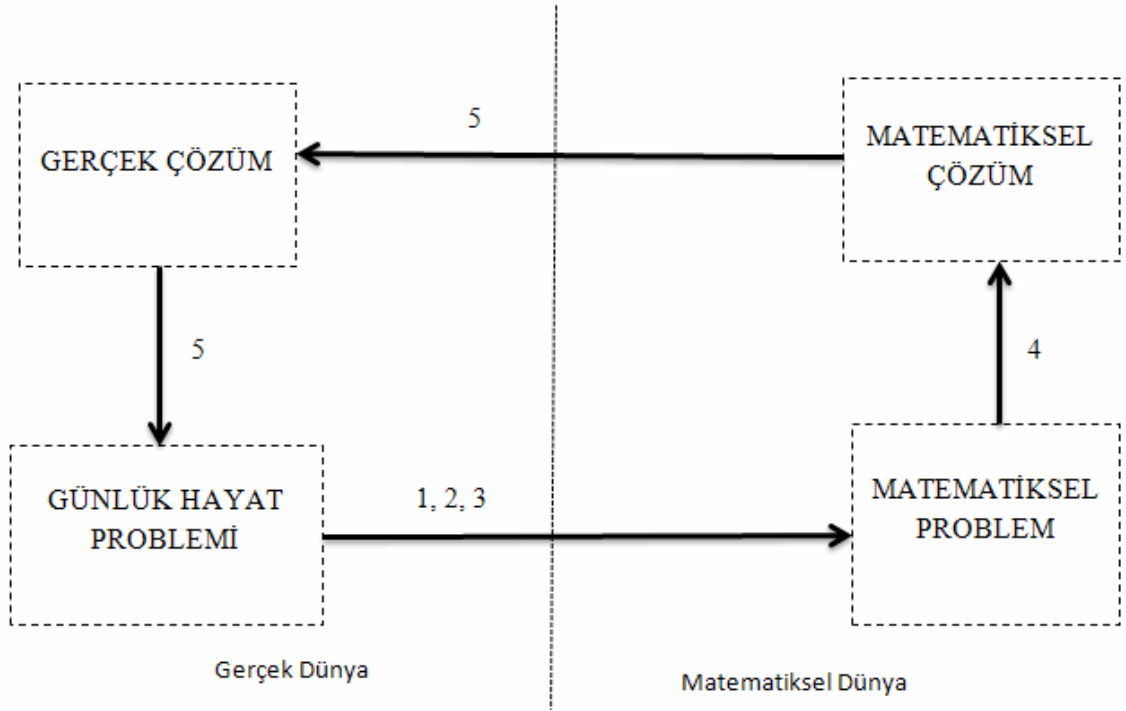 5
GERÇEK ÇÖZÜM
MATEMATİKSEL
ÇÖZÜM
5
4
GÜNLÜK HAYAT
PROBLEMİ
1, 2, 3
MATEMATİKSEL
PROBLEM
Gerçek Dünya
Matematiksel Dünya